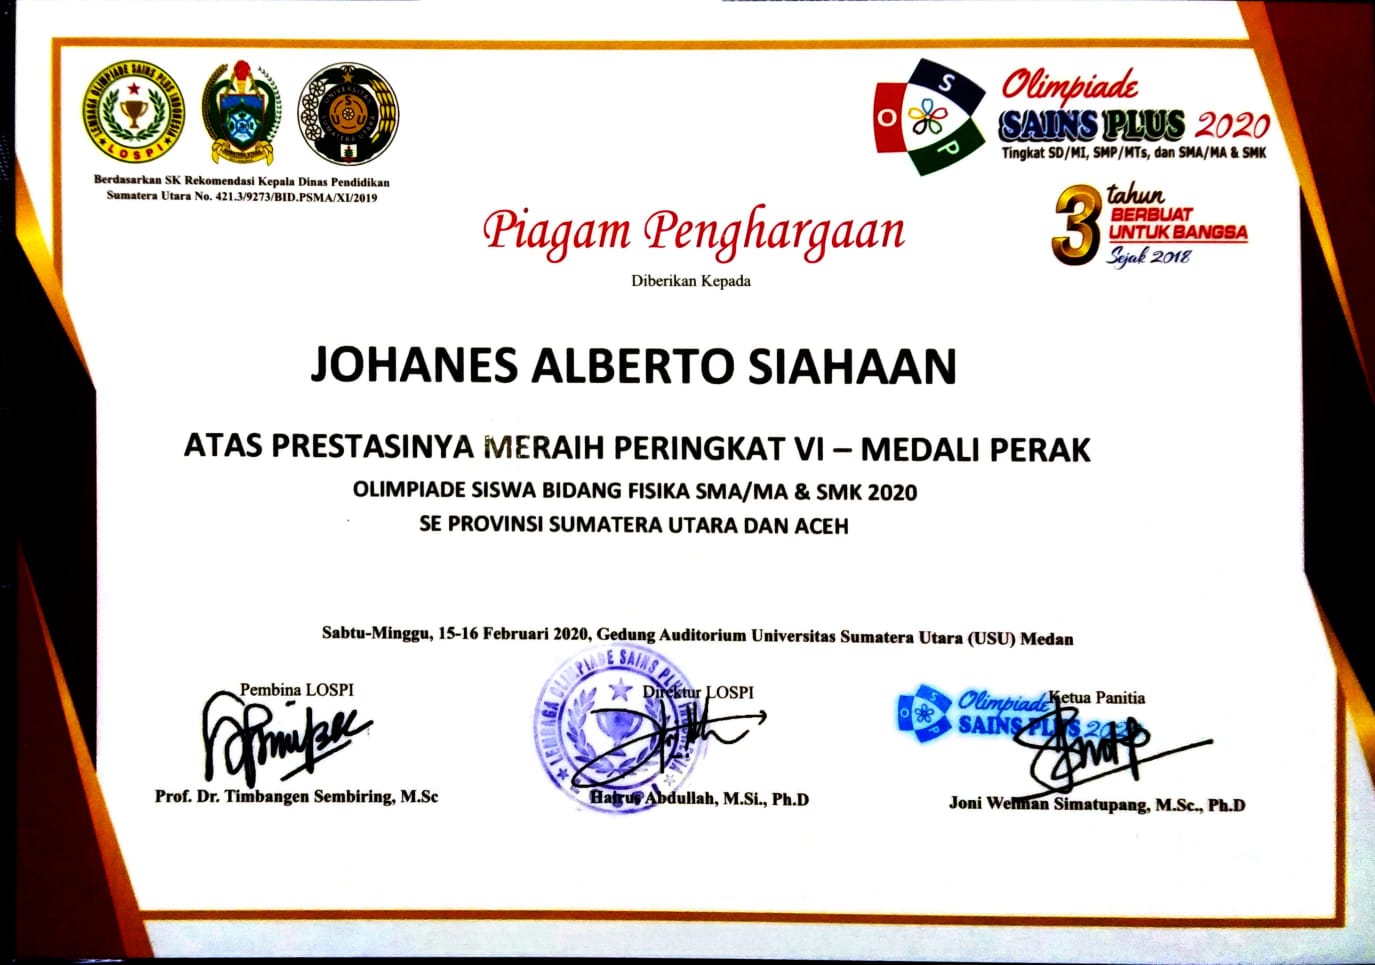 LEMBAGA OLIMPIADE SAINS PLUS INDONESIA
LOSPI
UNIVERSITAS SUMATERA UTARA
Berdasarkan SK Rekomendasi Kepala Dinas Pendidikan
Sumatera Utara No. 421.3/9273/BID.PSMA/XI/2019
O S P
Olimpiade
SAINS PLUS 2020
Tingkat SD/MI, SMP/MTs, dan SMA/MA & SMK
3 tahun
BERBUAT
UNTUK BANGSA
Sejak 2018
Piagam Penghargaan
Diberikan Kepada
JOHANES ALBERTO SIAHAAN
ATAS PRESTASINYA MERAIH PERINGKAT VI – MEDALI PERAK
OLIMPIADE SISWA BIDANG FISIKA SMA/MA & SMK 2020
SE PROVINSI SUMATERA UTARA DAN ACEH
Sabtu-Minggu, 15-16 Februari 2020, Gedung Auditorium Universitas Sumatera Utara (USU) Medan
Pembina LOSPI
Prof. Dr. Timbangen Sembiring, M.Sc
LEMBAGA OLIMPIADE SAINS PLUS INDONESIA
Direktur LOSPI
Hairus Abdullah, M.Si., Ph.D
Ketua Panitia
O S P
Olimpiade
SAINS PLUS 2020
Joni Welman Simatupang, M.Sc., Ph.D